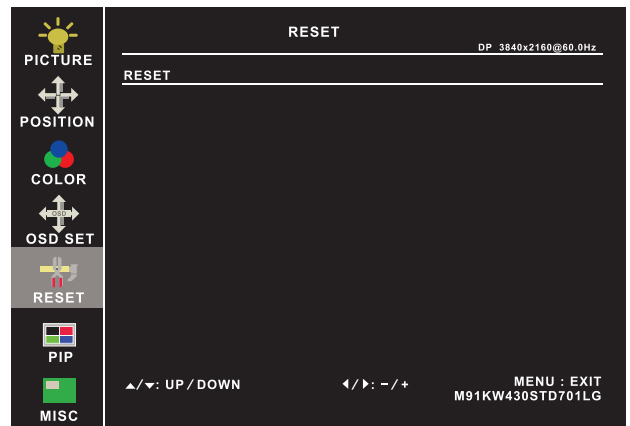 PICTURE
POSITION
COLOR
OSD
OSD SET
RESET
PIP
MISC
RESET
DP 3840x2160@60.0Hz
RESET
▲/▼: UP / DOWN
◀/▶: − / +
MENU : EXIT
M91KW430STD701LG